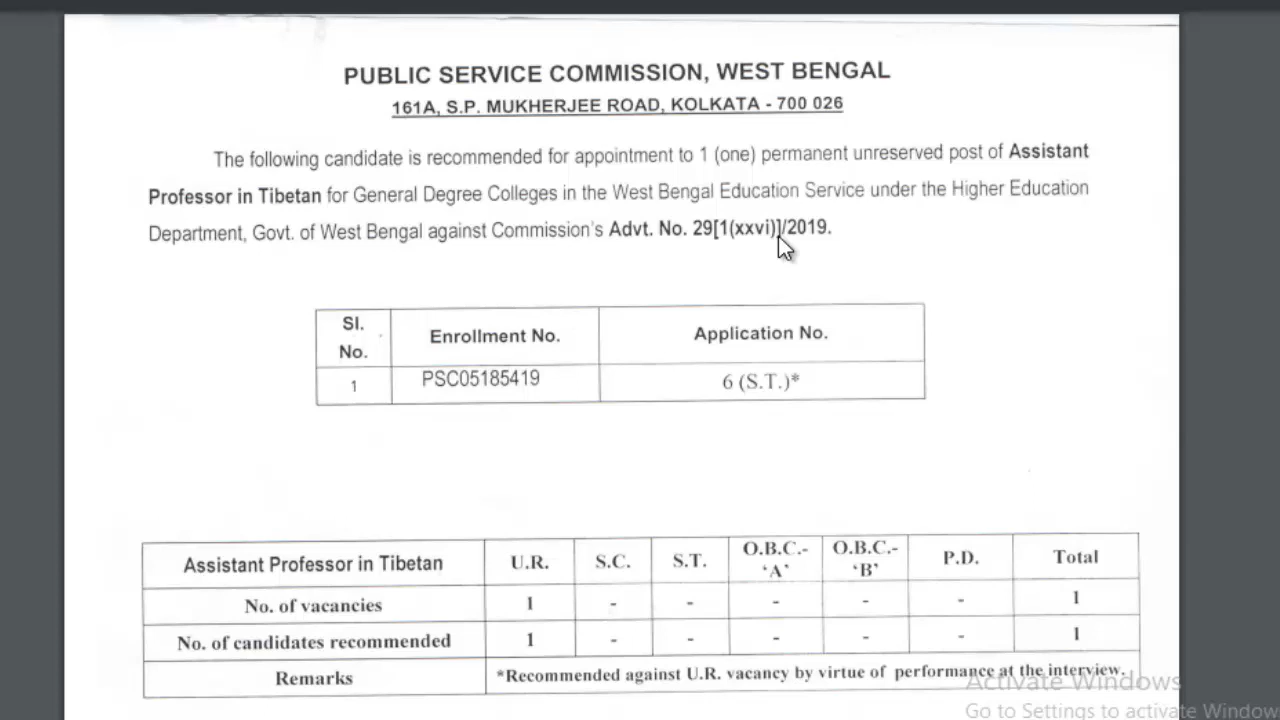 PUBLIC SERVICE COMMISSION, WEST BENGAL
161A, S.P. MUKHERJEE ROAD, KOLKATA - 700 026
The following candidate is recommended for appointment to 1 (one) permanent unreserved post of Assistant
Professor in Tibetan for General Degree Colleges in the West Bengal Education Service under the Higher Education
Department, Govt. of West Bengal against Commission's Advt. No. 29[1(xxvi)]/2019.
Sl. No. Enrollment No. Application No.
1 PSC05185419 6 (S.T.)*
Assistant Professor in Tibetan U.R. S.C. S.T. O.B.C.- 'A' O.B.C.- 'B' P.D. Total
No. of vacancies 1 - - - - - 1
No. of candidates recommended 1 - - - - - 1
Remarks *Recommended against U.R. vacancy by virtue of performance at the interview.
Activate Windows
Go to Settings to activate Window